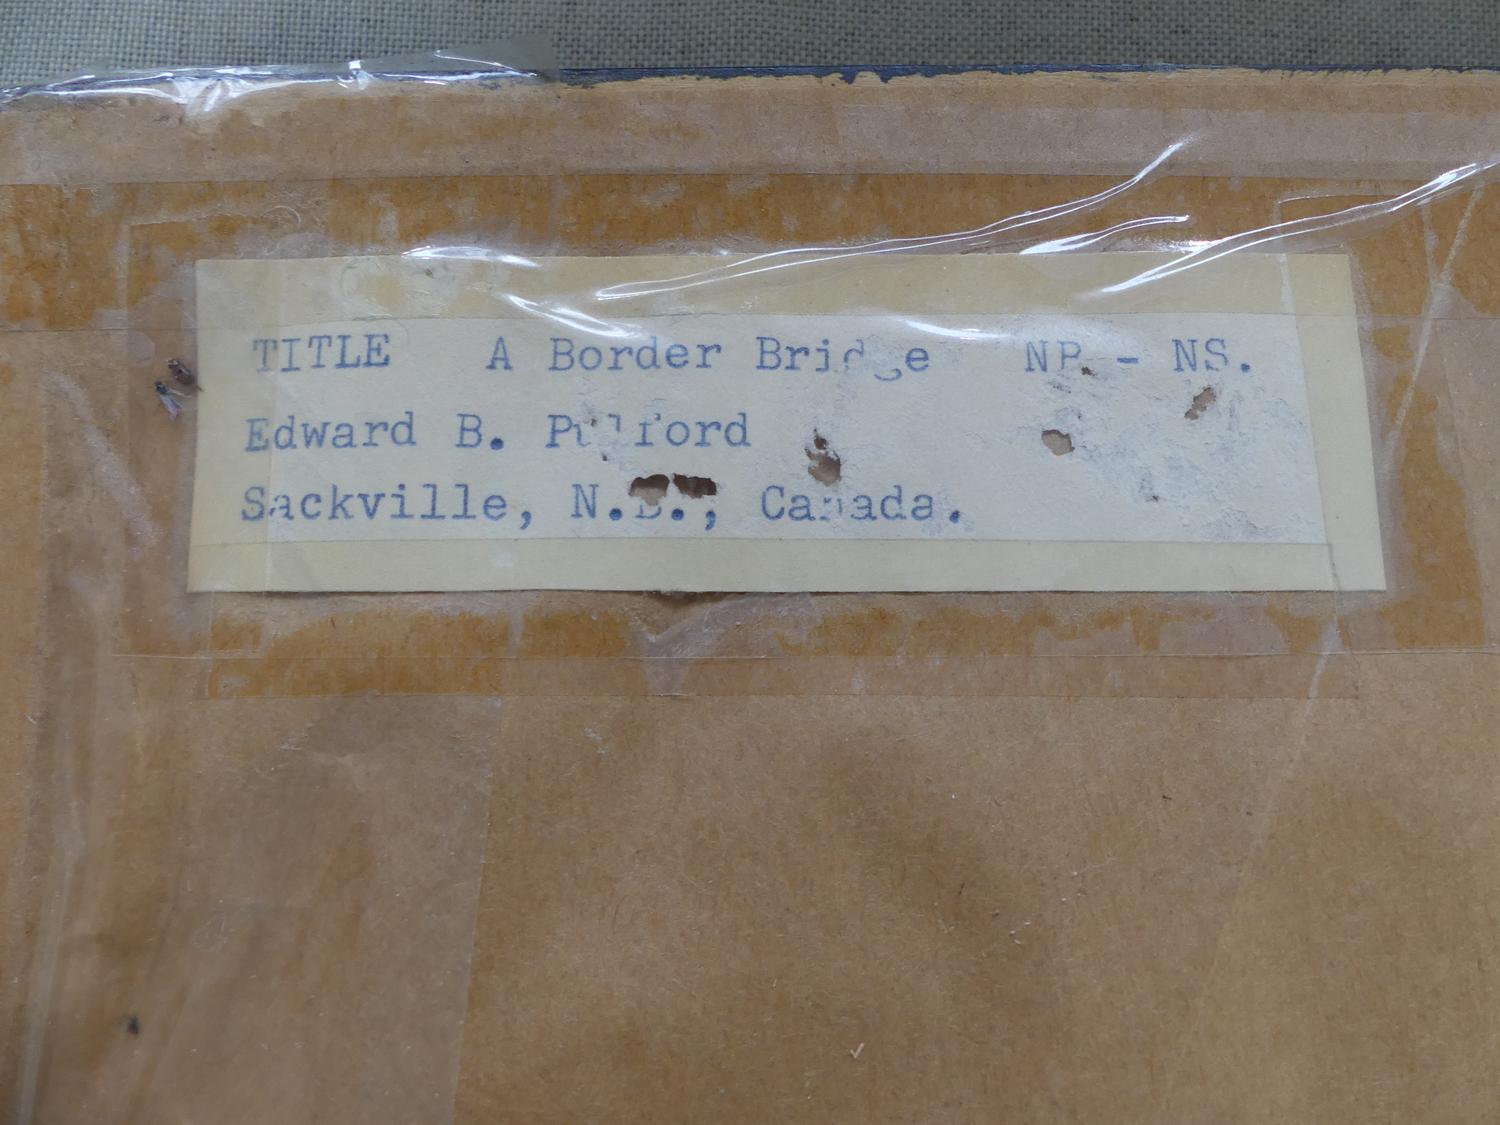 TITLE A Border Bridge NB - NS.
Edward B. Pulford
Sackville, N.B., Canada.